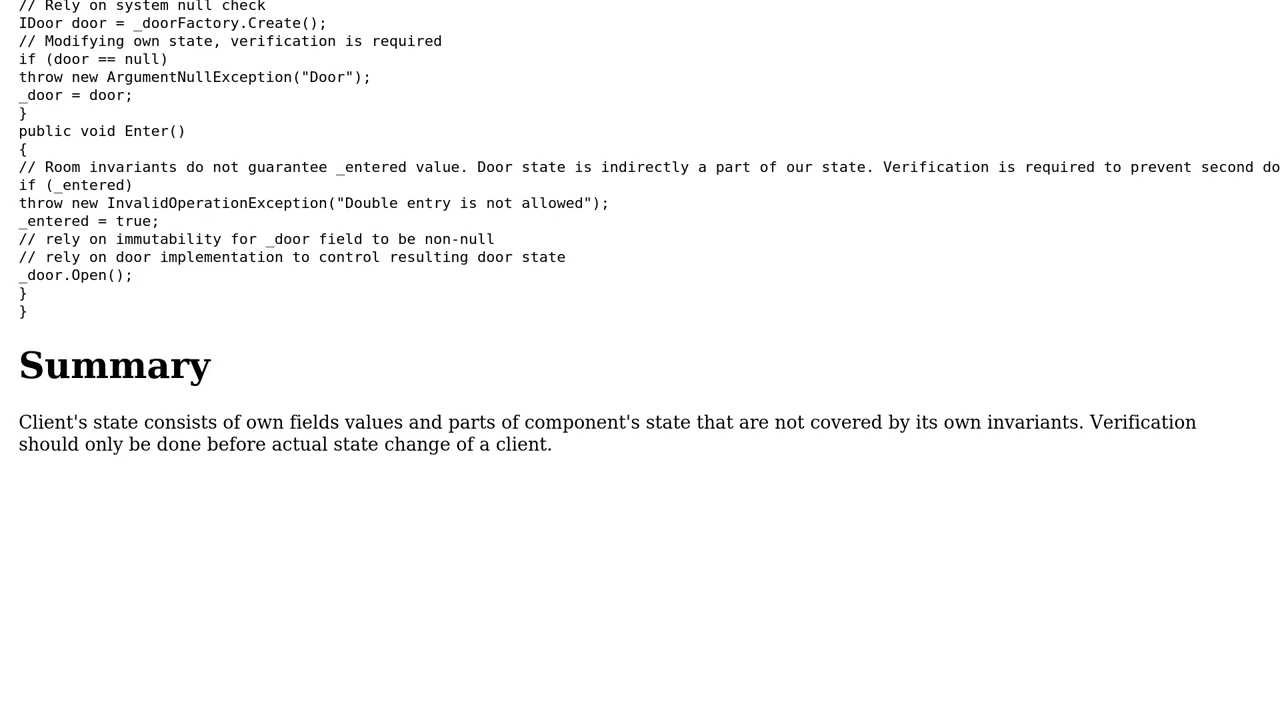 // Rely on system null check
IDoor door = _doorFactory.Create();
// Modifying own state, verification is required
if (door == null)
throw new ArgumentNullException("Door");
_door = door;
}
public void Enter()
{
// Room invariants do not guarantee _entered value. Door state is indirectly a part of our state. Verification is required to prevent second do
if (_entered)
throw new InvalidOperationException("Double entry is not allowed");
_entered = true;
// rely on immutability for _door field to be non-null
// rely on door implementation to control resulting door state
_door.Open();
}
}
Summary
Client's state consists of own fields values and parts of component's state that are not covered by its own invariants. Verification
should only be done before actual state change of a client.